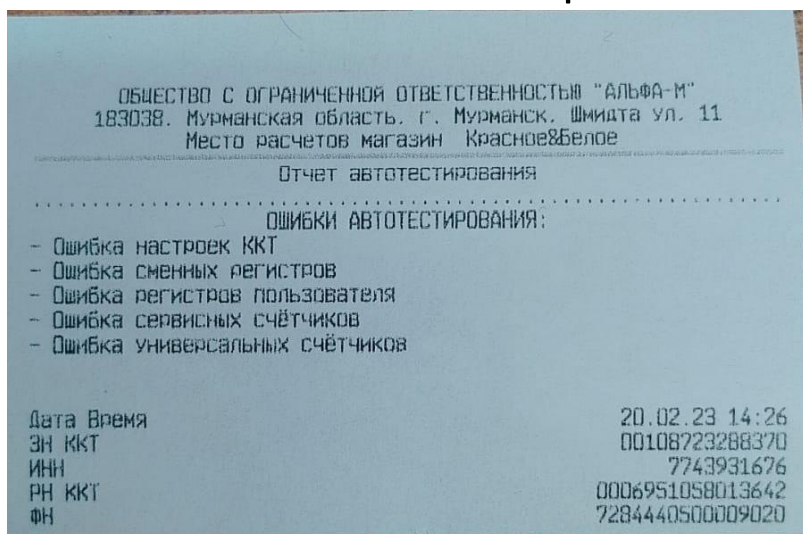 ОБЩЕСТВО С ОГРАНИЧЕННОЙ ОТВЕТСТВЕННОСТЬЮ "АЛЬФА-М"
183038, Мурманская область, г. Мурманск, Шмидта ул, 11
Место расчетов магазин Красное&Белое
Отчет автотестирования
ОШИБКИ АВТОТЕСТИРОВАНИЯ:
- Ошибка настроек ККТ
- Ошибка сменных регистров
- Ошибка регистров пользователя
- Ошибка сервисных счётчиков
- Ошибка универсальных счётчиков
Дата Время 20.02.23 14:26
ЗН ККТ 00108723288370
ИНН 7743931676
РН ККТ 0006951058013642
ФН 7284440500009020